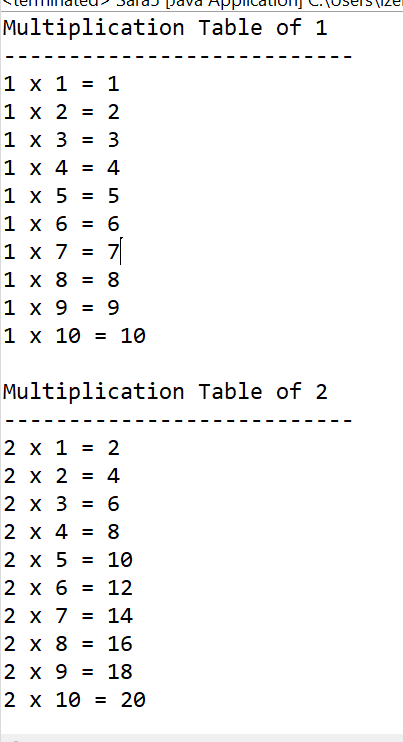 <terminated> Sara5 [Java Application] C:\Users\ize
Multiplication Table of 1
---------------------------
1 x 1 = 1
1 x 2 = 2
1 x 3 = 3
1 x 4 = 4
1 x 5 = 5
1 x 6 = 6
1 x 7 = 7
1 x 8 = 8
1 x 9 = 9
1 x 10 = 10

Multiplication Table of 2
---------------------------
2 x 1 = 2
2 x 2 = 4
2 x 3 = 6
2 x 4 = 8
2 x 5 = 10
2 x 6 = 12
2 x 7 = 14
2 x 8 = 16
2 x 9 = 18
2 x 10 = 20